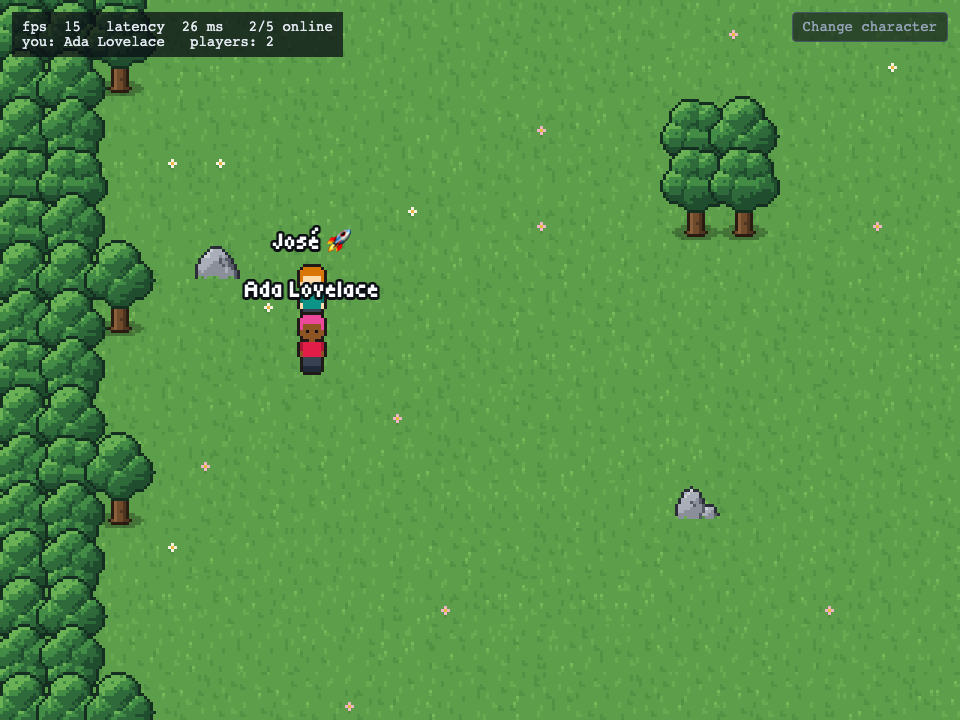 fps 15 latency 26 ms 2/5 online
you: Ada Lovelace players: 2
Change character
José 🚀
Ada Lovelace